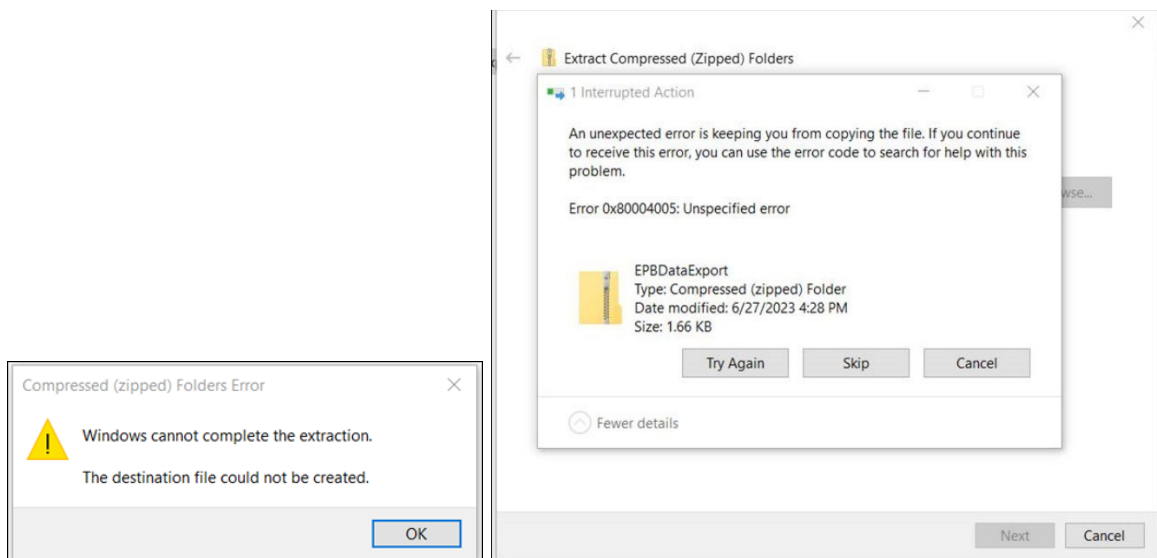 Compressed (zipped) Folders Error
Windows cannot complete the extraction.
The destination file could not be created.
OK
Extract Compressed (Zipped) Folders
1 Interrupted Action
An unexpected error is keeping you from copying the file. If you continue
to receive this error, you can use the error code to search for help with this
problem.
Error 0x80004005: Unspecified error
wse...
EPBDataExport
Type: Compressed (zipped) Folder
Date modified: 6/27/2023 4:28 PM
Size: 1.66 KB
Try Again
Skip
Cancel
Fewer details
Next
Cancel